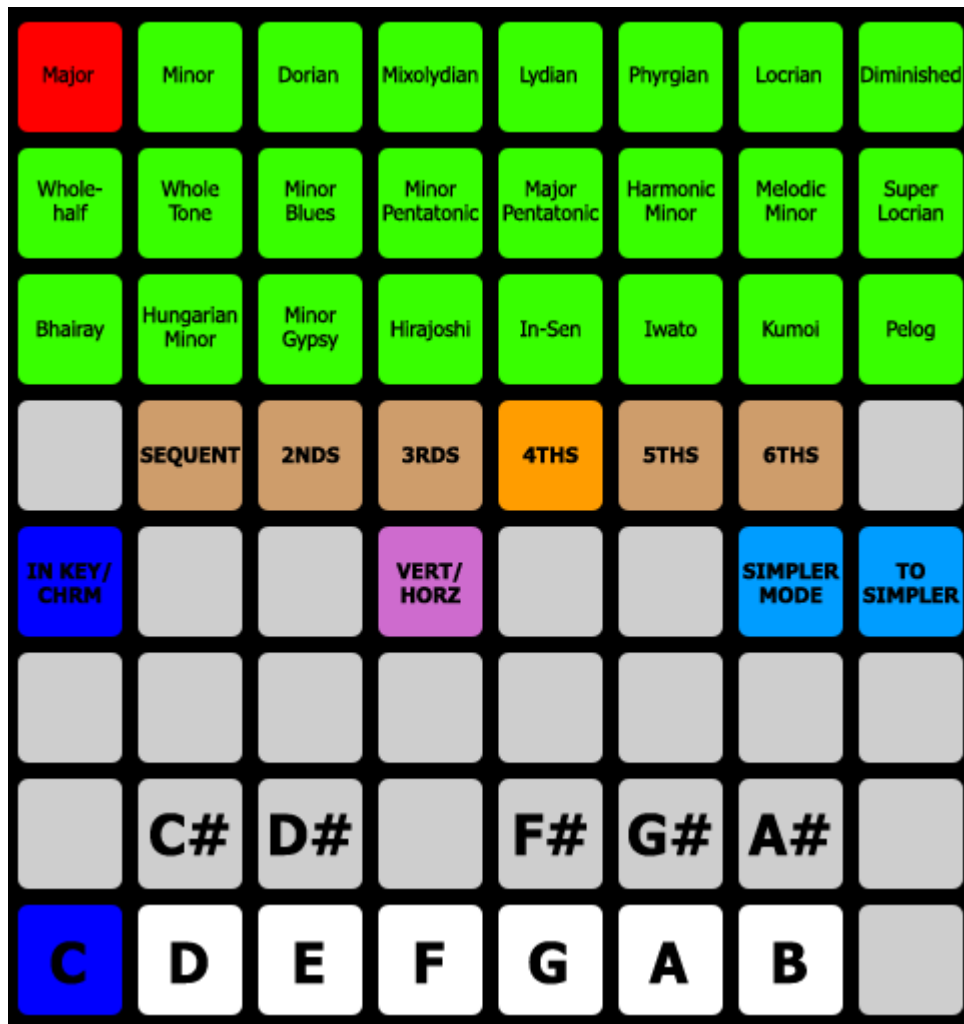 Major Minor Dorian Mixolydian Lydian Phyrgian Locrian Diminished
Whole-
half
Whole
Tone
Minor
Blues
Minor
Pentatonic
Major
Pentatonic
Harmonic
Minor
Melodic
Minor
Super
Locrian
Bhairay
Hungarian
Minor
Minor
Gypsy
Hirajoshi
In-Sen
Iwato
Kumoi
Pelog
SEQUENT 2NDS 3RDS 4THS 5THS 6THS
IN KEY/
CHRM
VERT/
HORZ
SIMPLER
MODE
TO
SIMPLER
C# D# F# G# A#
C D E F G A B